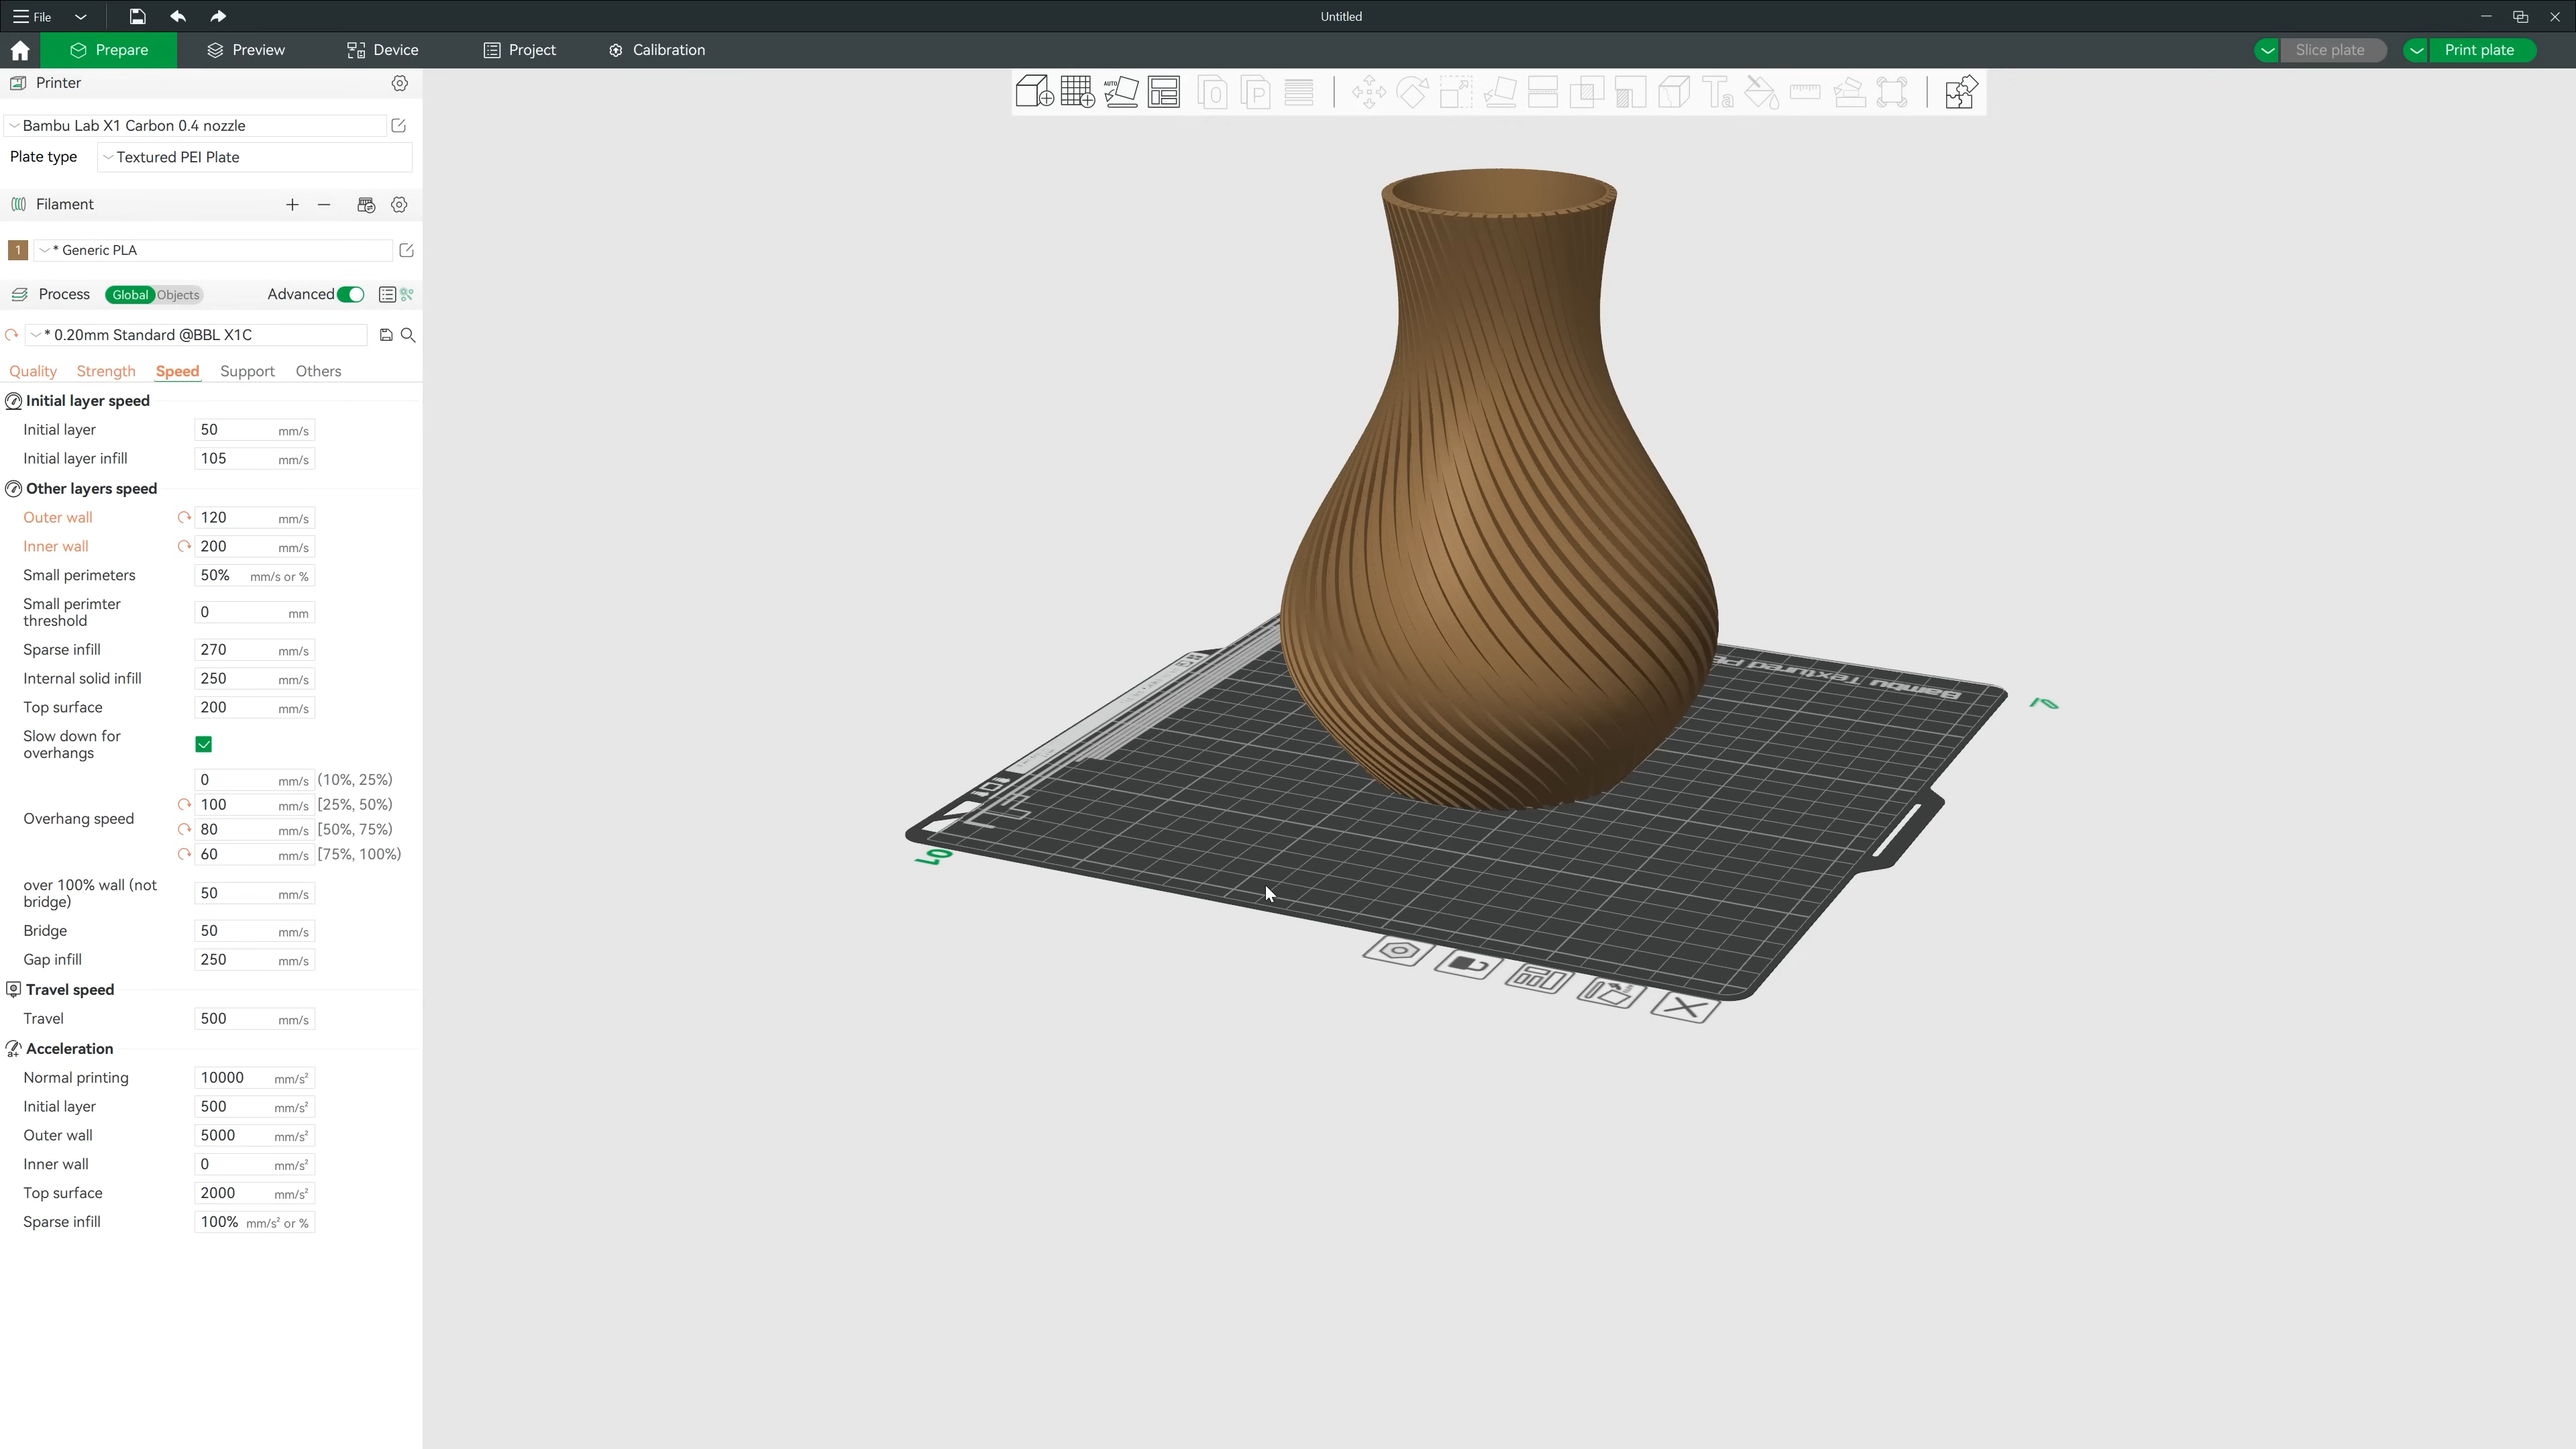 File
Untitled
Prepare
Preview
Device
Project
Calibration
Slice plate
Print plate
Printer
Bambu Lab X1 Carbon 0.4 nozzle
Plate type
Textured PEI Plate
Filament
1
* Generic PLA
Process
Global
Objects
Advanced
* 0.20mm Standard @BBL X1C
Quality
Strength
Speed
Support
Others
Initial layer speed
Initial layer 50 mm/s
Initial layer infill 105 mm/s
Other layers speed
Outer wall 120 mm/s
Inner wall 200 mm/s
Small perimeters 50% mm/s or %
Small perimter
threshold
0 mm
Sparse infill 270 mm/s
Internal solid infill 250 mm/s
Top surface 200 mm/s
Slow down for
overhangs
0 mm/s (10%, 25%)
100 mm/s [25%, 50%)
Overhang speed
80 mm/s [50%, 75%)
60 mm/s [75%, 100%)
over 100% wall (not
bridge)
50 mm/s
Bridge 50 mm/s
Gap infill 250 mm/s
Travel speed
Travel 500 mm/s
Acceleration
Normal printing 10000 mm/s²
Initial layer 500 mm/s²
Outer wall 5000 mm/s²
Inner wall 0 mm/s²
Top surface 2000 mm/s²
Sparse infill 100% mm/s² or %
AUTO
Bambu Textured PE
01